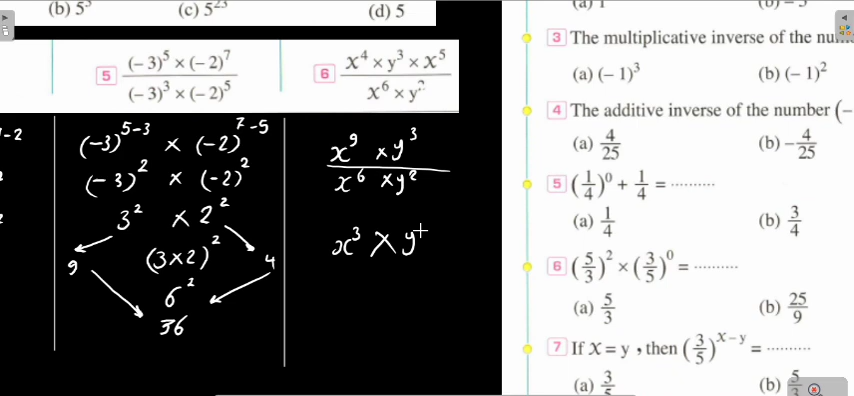 (b) 5³ (c) 5²⁵ (d) 5
5 (– 3)⁵ × (– 2)⁷ / (– 3)³ × (– 2)⁵
6 X⁴ × y³ × X⁵ / X⁶ × y²
(-3)⁵⁻³ × (-2)⁷⁻⁵
(-3)² × (-2)²
3² × 2²
9 (3×2)² 4
6²
36
x⁹ × y³ / x⁶ × y²
x³ × y
3 The multiplicative inverse of the
(a) (– 1)³ (b) (– 1)²
4 The additive inverse of the number (–
(a) 4/25 (b) – 4/25
5 (1/4)⁰ + 1/4 = ··········
(a) 1/4 (b) 3/4
6 (5/3)² × (3/5)⁰ = ··········
(a) 5/3 (b) 25/9
7 If X = y , then (3/5)ˣ⁻ʸ = ··········
(a) 3/5 (b)